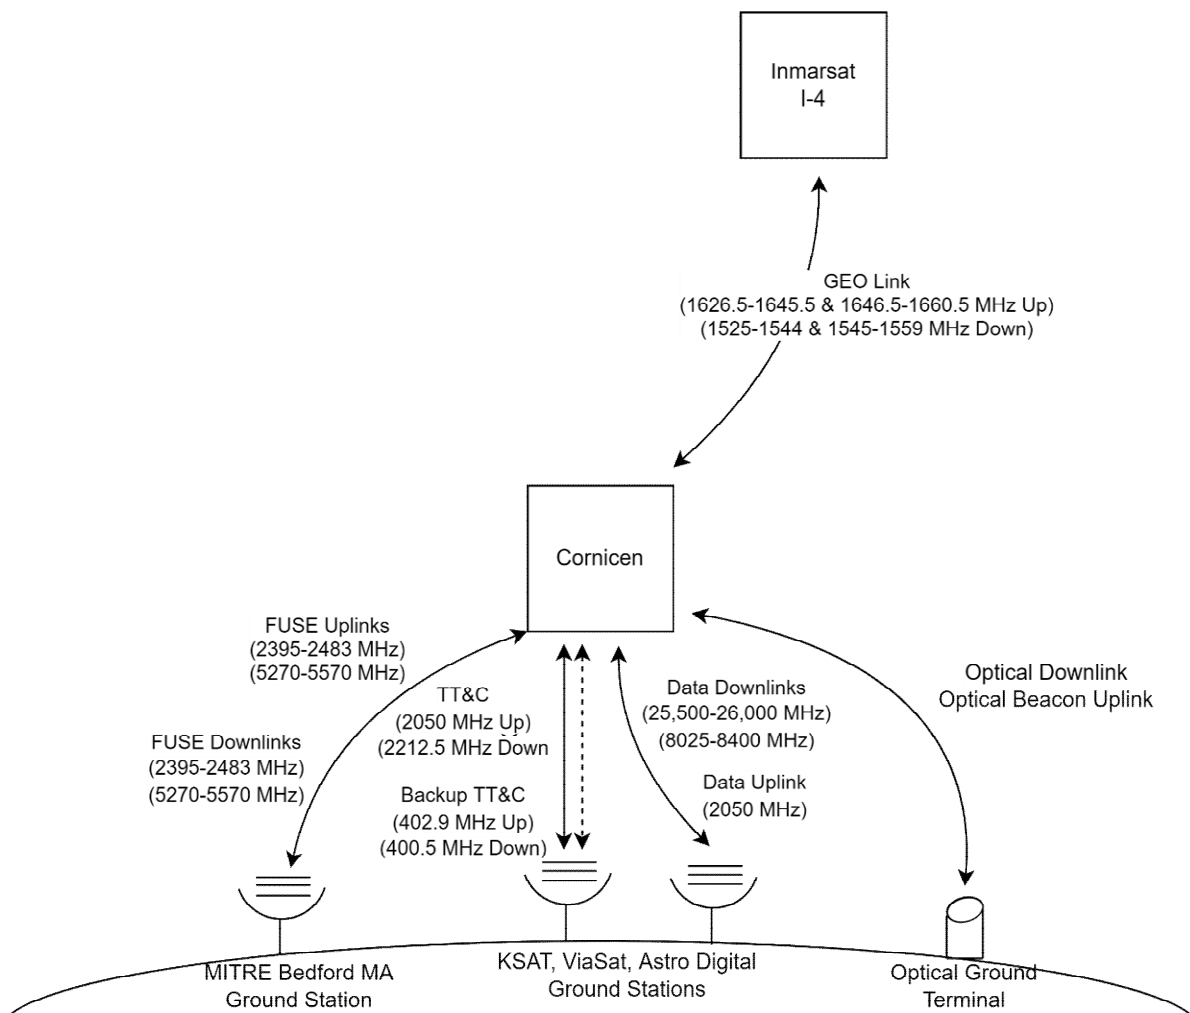 Inmarsat
I-4
GEO Link
(1626.5-1645.5 & 1646.5-1660.5 MHz Up)
(1525-1544 & 1545-1559 MHz Down)
Cornicen
FUSE Uplinks
(2395-2483 MHz)
(5270-5570 MHz)
FUSE Downlinks
(2395-2483 MHz)
(5270-5570 MHz)
TT&C
(2050 MHz Up)
(2212.5 MHz Down
Backup TT&C
(402.9 MHz Up)
(400.5 MHz Down)
Data Downlinks
(25,500-26,000 MHz)
(8025-8400 MHz)
Data Uplink
(2050 MHz)
Optical Downlink
Optical Beacon Uplink
MITRE Bedford MA
Ground Station
KSAT, ViaSat, Astro Digital
Ground Stations
Optical Ground
Terminal